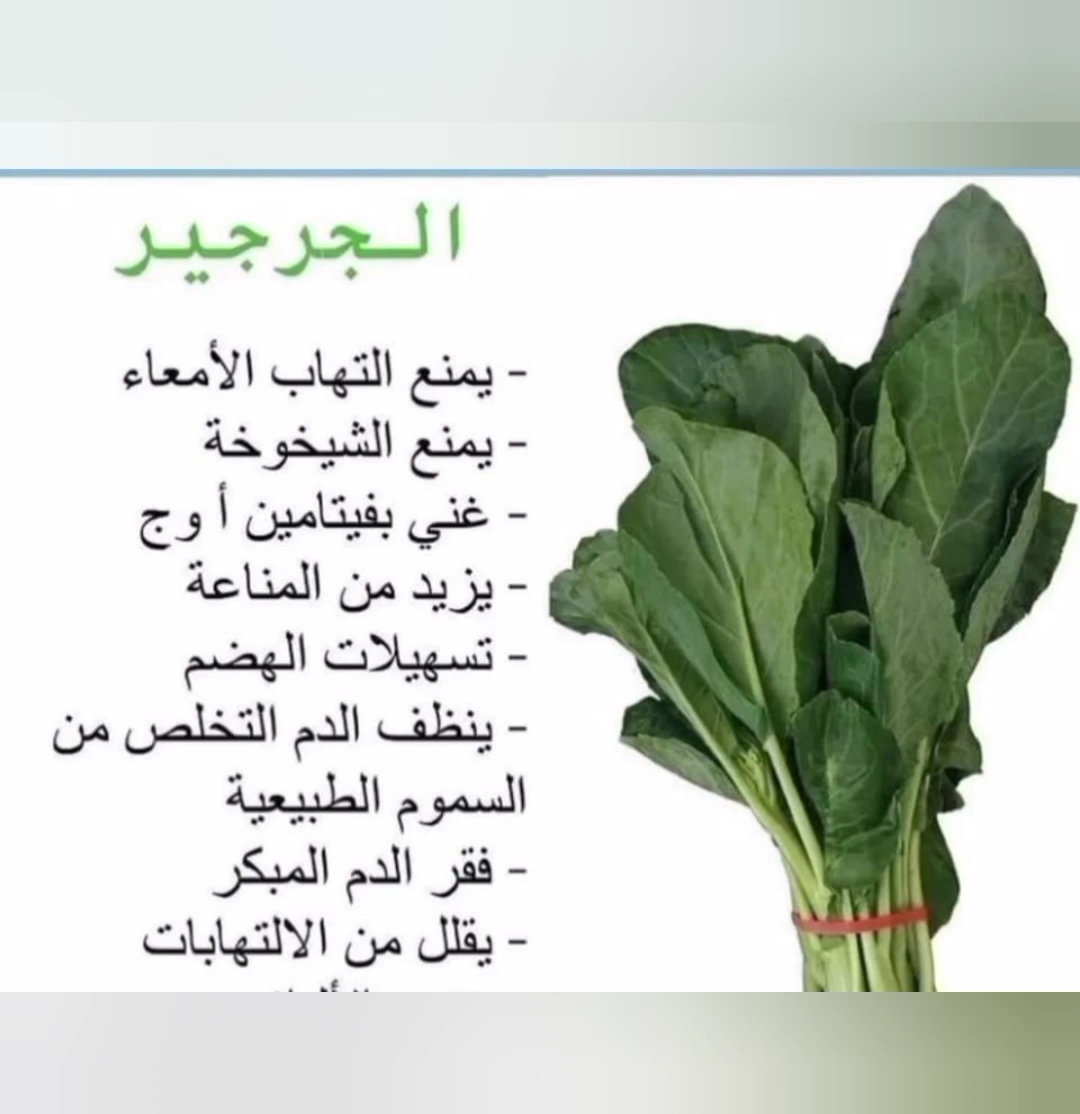 الجرجير
- يمنع التهاب الأمعاء
- يمنع الشيخوخة
- غني بفيتامين أ وج
- يزيد من المناعة
- تسهيلات الهضم
- ينظف الدم التخلص من
السموم الطبيعية
- فقر الدم المبكر
- يقلل من الالتهابات